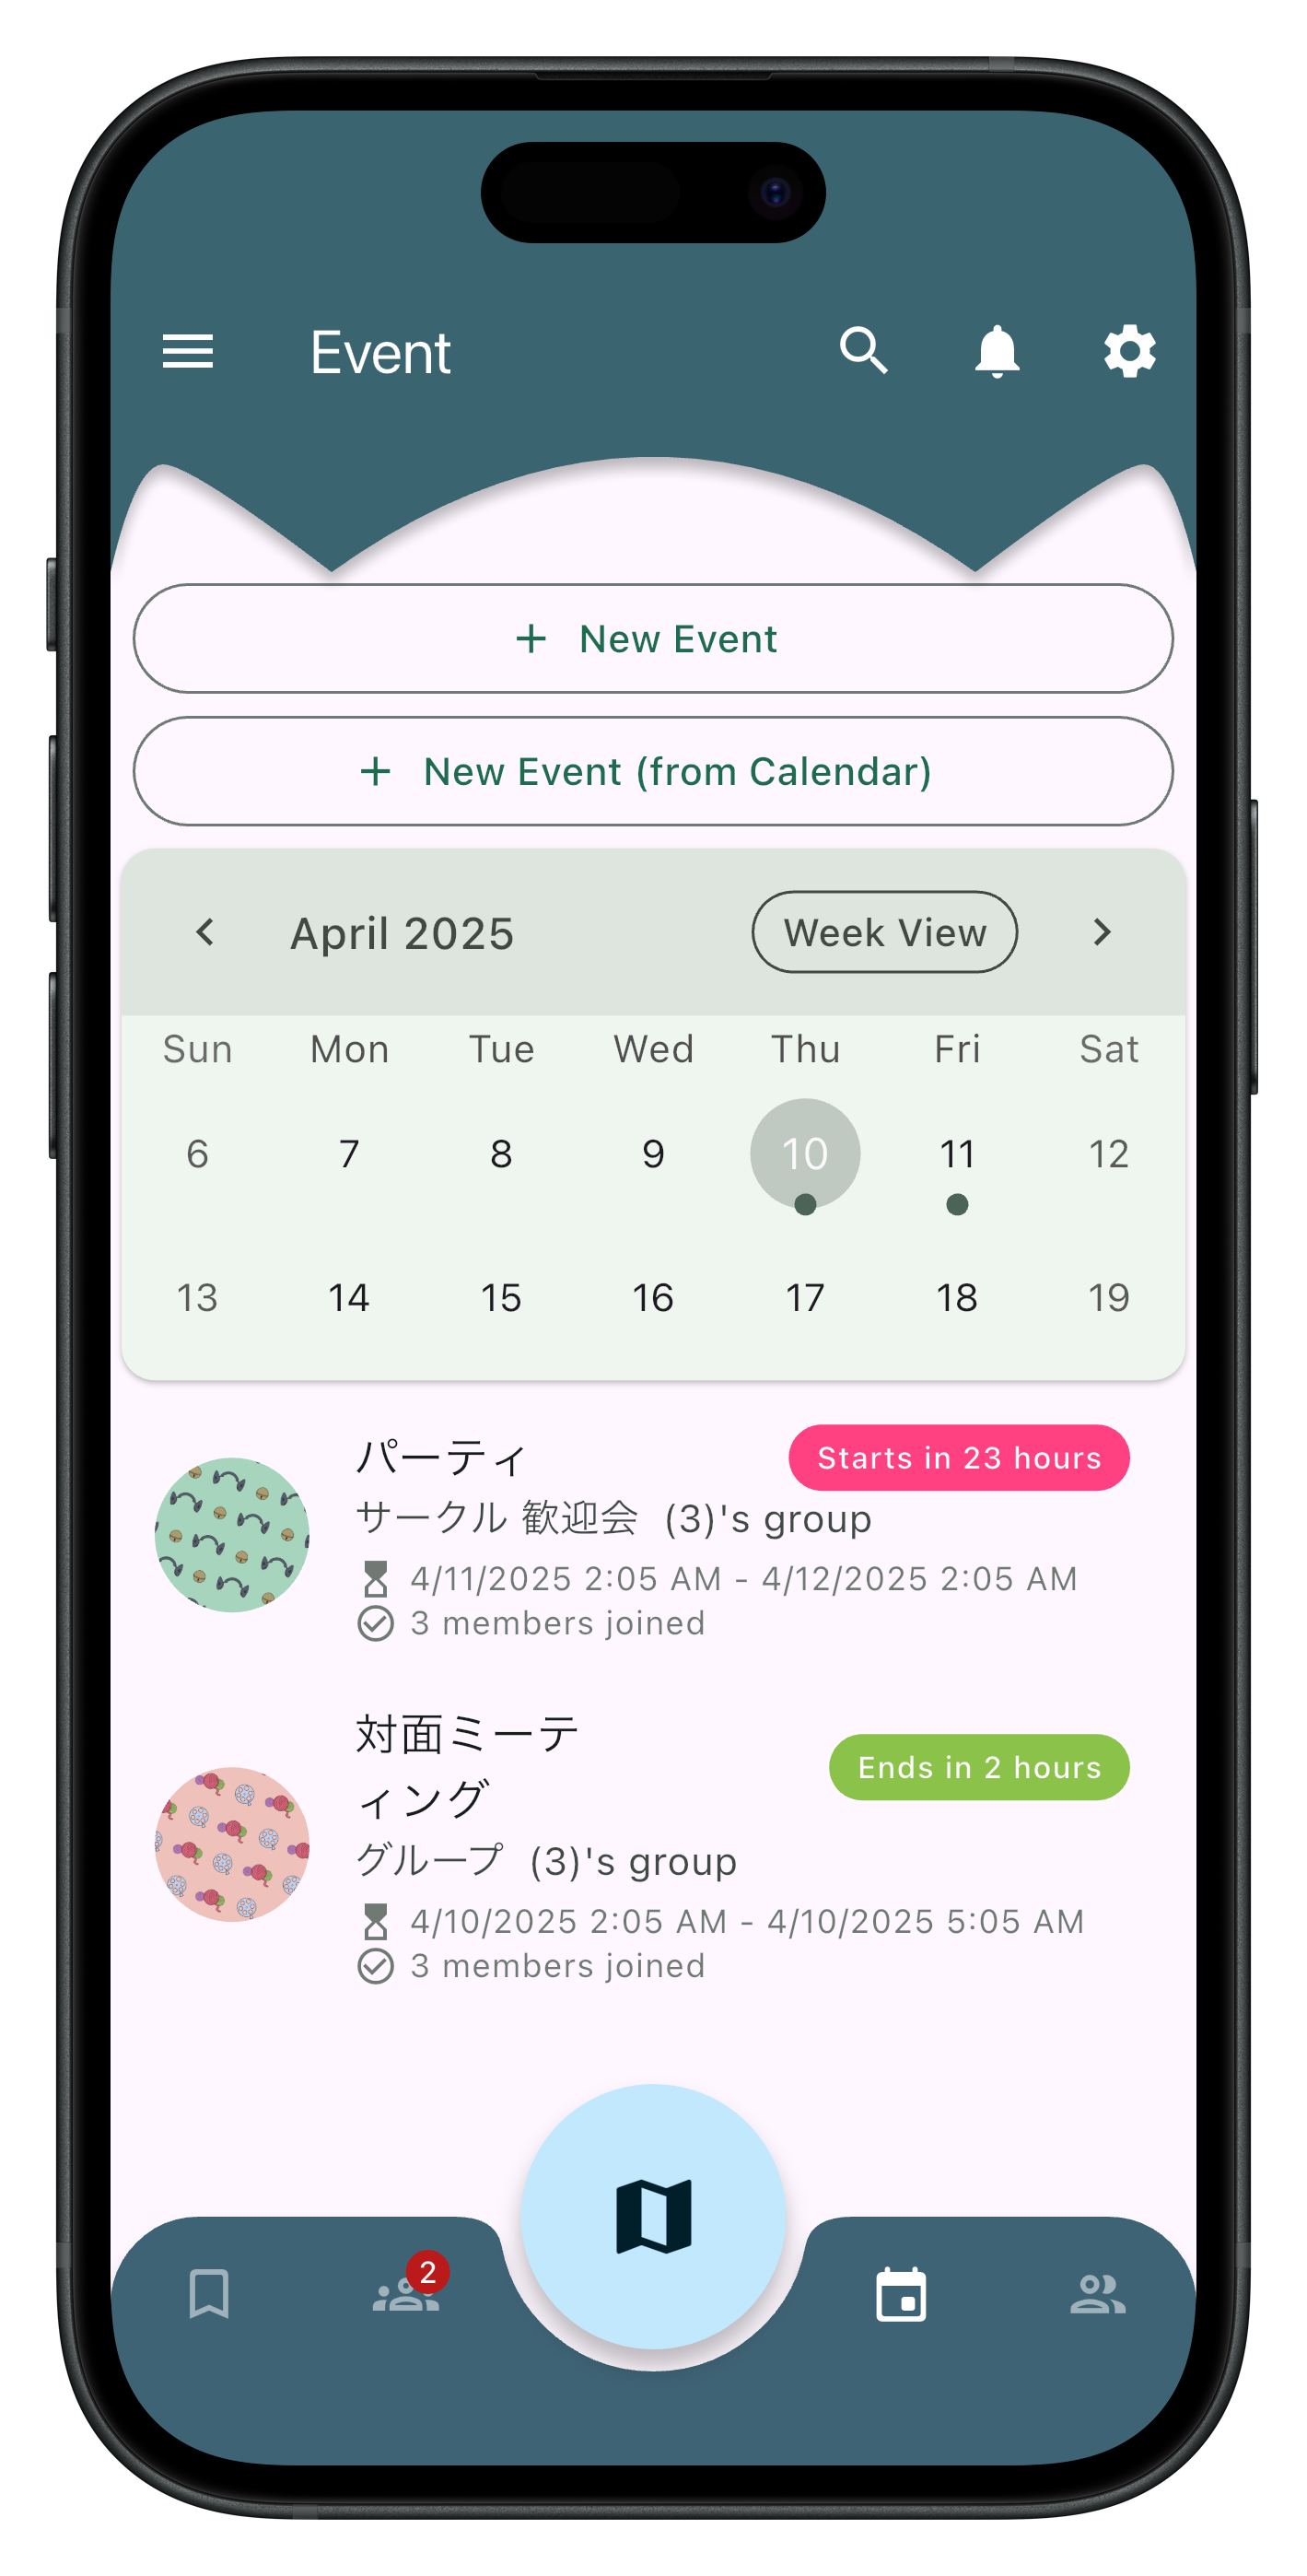 Event
+ New Event
+ New Event (from Calendar)
April 2025 Week View
Sun Mon Tue Wed Thu Fri Sat
6 7 8 9 10 11 12
13 14 15 16 17 18 19
パーティ Starts in 23 hours
サークル 歓迎会 (3)'s group
4/11/2025 2:05 AM - 4/12/2025 2:05 AM
3 members joined
対面ミーテ
ィング
Ends in 2 hours
グループ (3)'s group
4/10/2025 2:05 AM - 4/10/2025 5:05 AM
3 members joined
2